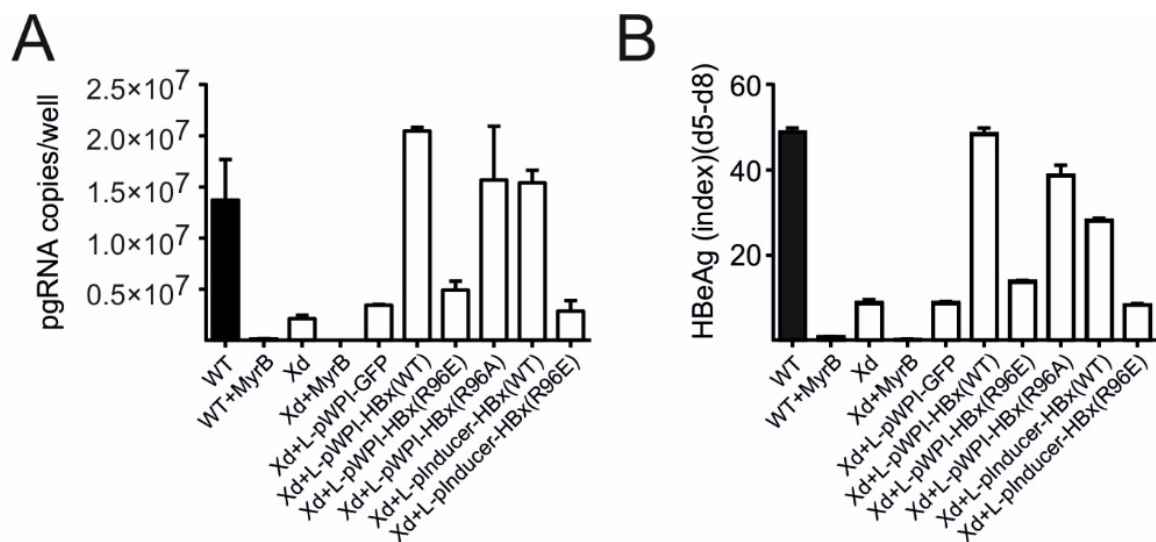 A
pgRNA copies/well
2.5×10⁷
2.0×10⁷
1.5×10⁷
1.0×10⁷
0.5×10⁷
WT
WT+MyrB
Xd
Xd+MyrB
Xd+L-pWPI-GFP
Xd+L-pWPI-HBx(WT)
Xd+L-pWPI-HBx(R96E)
Xd+L-pWPI-HBx(R96A)
Xd+L-pInducer-HBx(WT)
Xd+L-pInducer-HBx(R96E)
B
HBeAg (index)(d5-d8)
60
40
20
WT
WT+MyrB
Xd
Xd+MyrB
Xd+L-pWPI-GFP
Xd+L-pWPI-HBx(WT)
Xd+L-pWPI-HBx(R96E)
Xd+L-pWPI-HBx(R96A)
Xd+L-pInducer-HBx(WT)
Xd+L-pInducer-HBx(R96E)